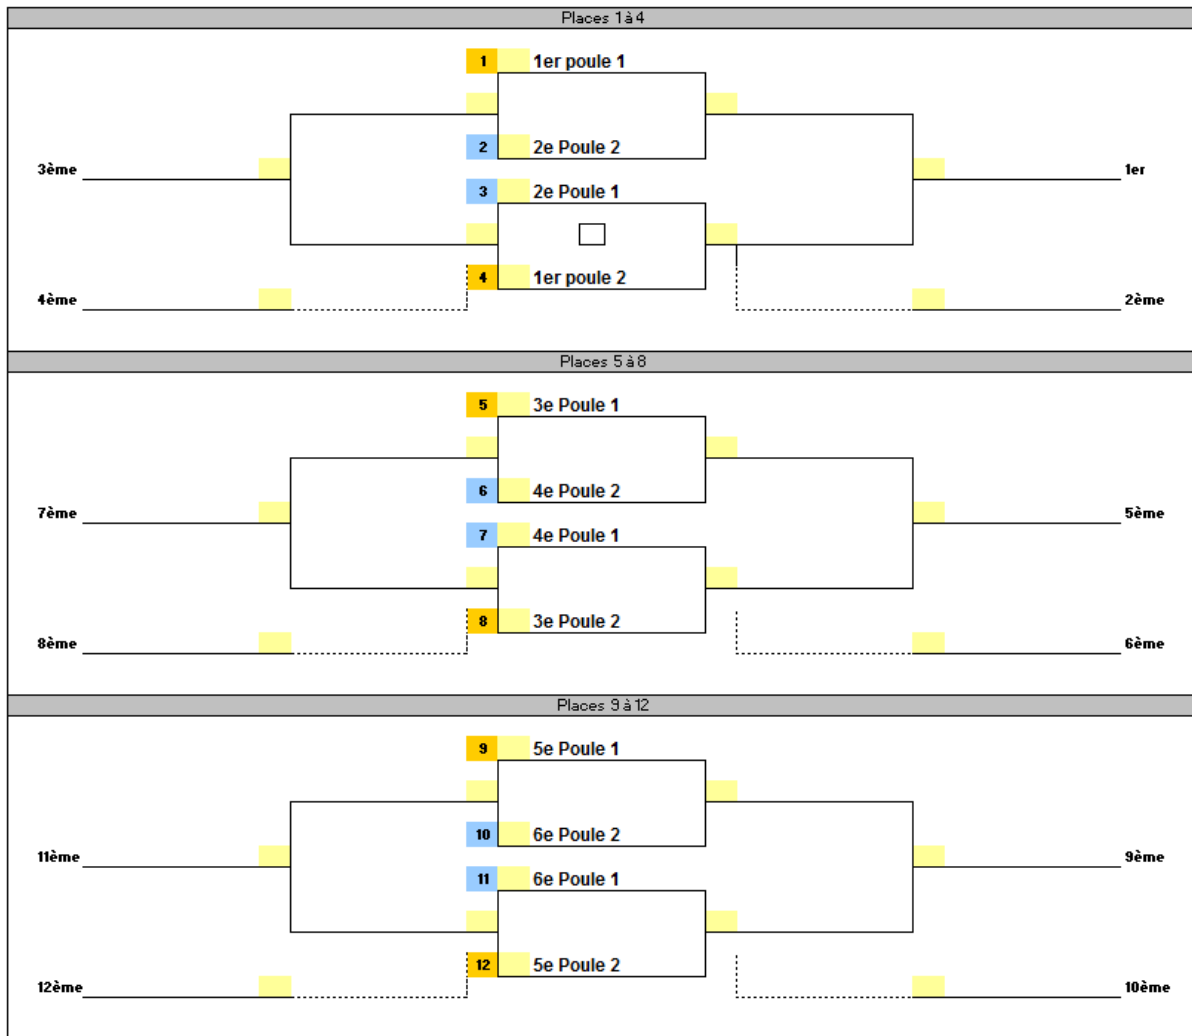 Places 1 à 4
1 1er poule 1
2 2e Poule 2
3ème 1er
3 2e Poule 1
4 1er poule 2
4ème 2ème
Places 5 à 8
5 3e Poule 1
6 4e Poule 2
7ème 5ème
7 4e Poule 1
8 3e Poule 2
8ème 6ème
Places 9 à 12
9 5e Poule 1
10 6e Poule 2
11ème 9ème
11 6e Poule 1
12 5e Poule 2
12ème 10ème